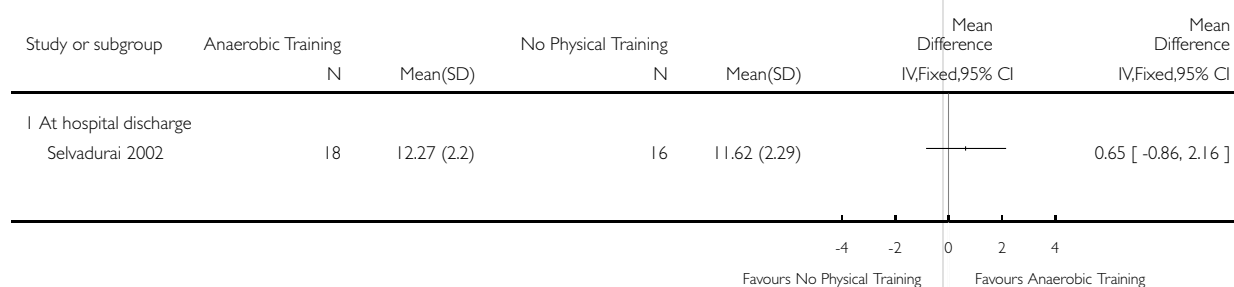 Study or subgroup Anaerobic Training No Physical Training Mean Difference Mean Difference
N Mean(SD) N Mean(SD) IV,Fixed,95% CI IV,Fixed,95% CI
1 At hospital discharge
Selvadurai 2002 18 12.27 (2.2) 16 11.62 (2.29) 0.65 [ -0.86, 2.16 ]
-4 -2 0 2 4
Favours No Physical Training Favours Anaerobic Training